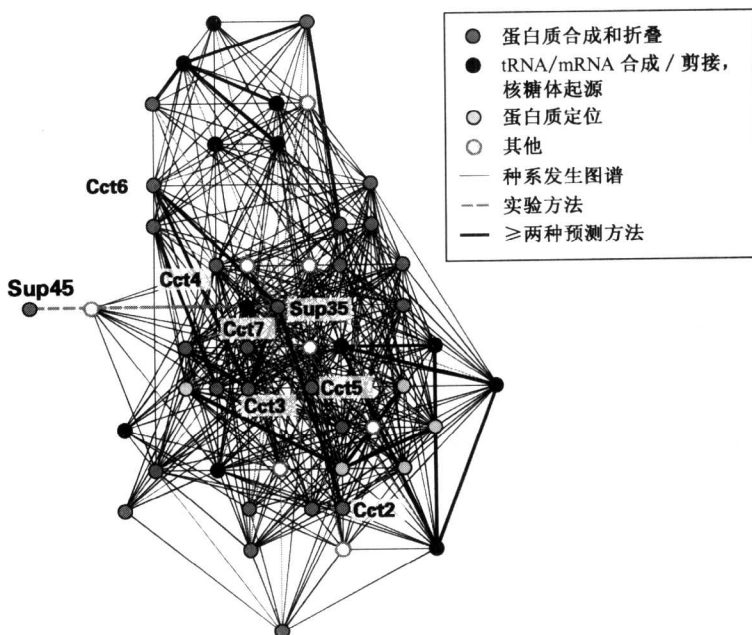 蛋白质合成和折叠
tRNA/mRNA 合成 / 剪接，
核糖体起源
蛋白质定位
其他
种系发生图谱
实验方法
≥两种预测方法
Cct6
Cct4
Sup45
Sup35
Cct7
Cct5
Cct3
Cct2